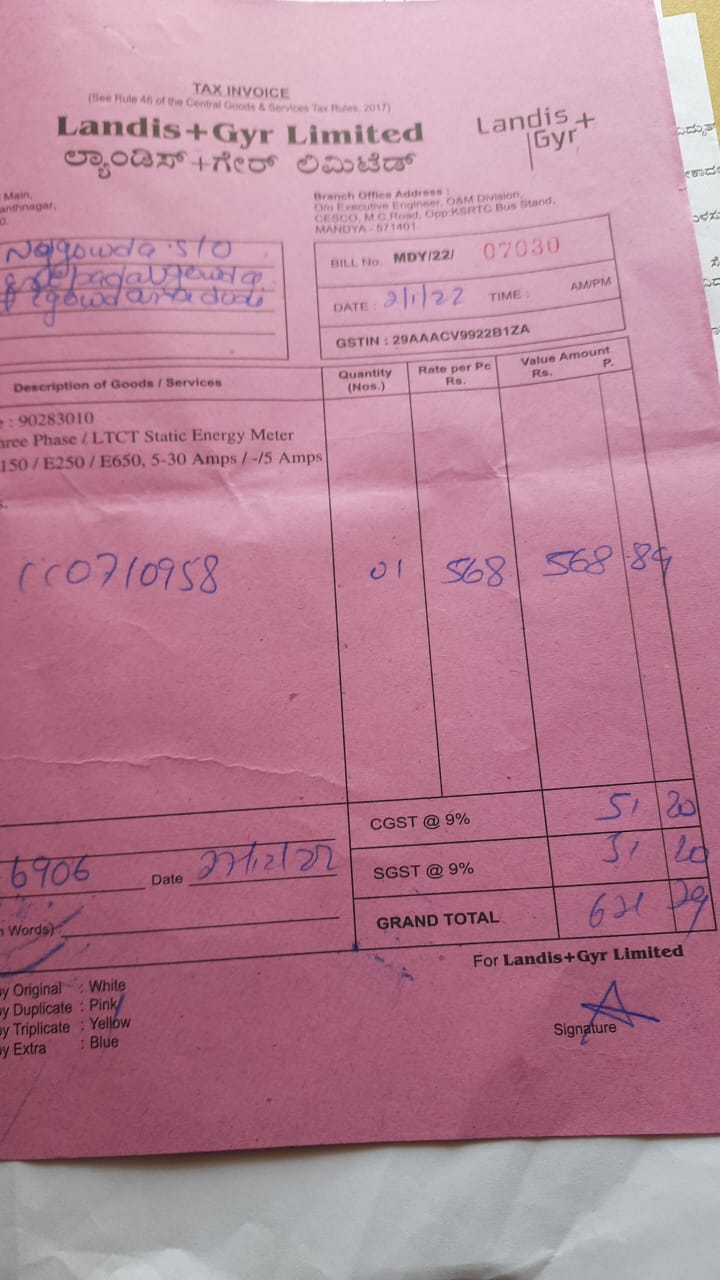 TAX INVOICE
(See Rule 46 of the Central Goods & Services Tax Rules, 2017)
Landis+Gyr Limited
ಲ್ಯಾಂಡಿಸ್+ಗೇರ್ ಲಿಮಿಟೆಡ್
Landis+
Gyr
Main,
anthnagar,
Branch Office Address :
O/o Executive Engineer, O&M Division,
CESCO, M.C.Road, Opp:KSRTC Bus Stand,
MANDYA - 571401.
S/O
BILL No. MDY/22/ 07030
DATE : 2/1/22 TIME : AM/PM
GSTIN : 29AAACV9922B1ZA
Description of Goods / Services
Quantity
(Nos.)
Rate per Pc
Rs.
Value Amount
Rs. P.
: 90283010
hree Phase / LTCT Static Energy Meter
150 / E250 / E650, 5-30 Amps / -/5 Amps
s.
0710958 01 568 568 89
CGST @ 9% 51 20
SGST @ 9% 51 20
6906 Date 27/12/22
GRAND TOTAL
n Words):
For Landis+Gyr Limited
y Original : White
y Duplicate : Pink
y Triplicate : Yellow
y Extra : Blue
Signature